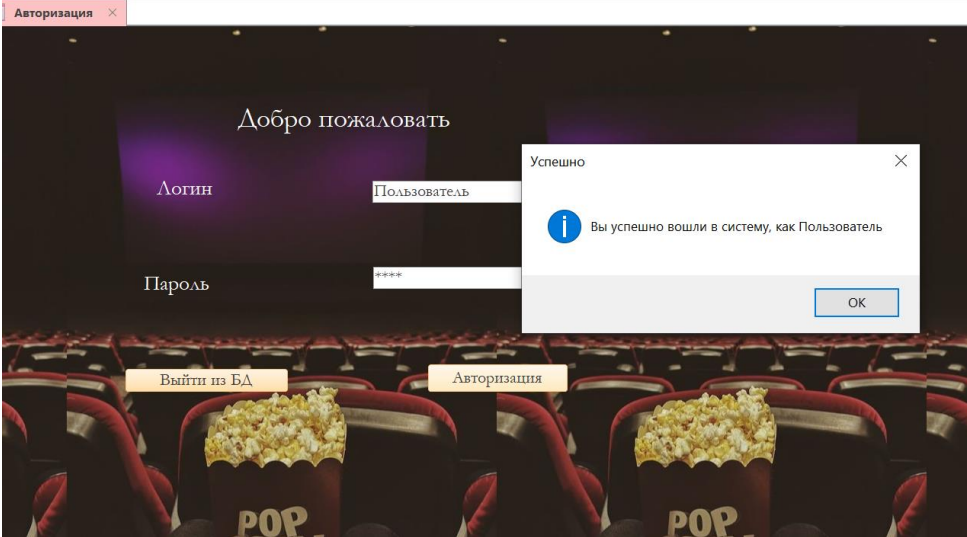 Авторизация
Добро пожаловать
Логин
Пользователь
Пароль
****
Успешно
Вы успешно вошли в систему, как Пользователь
OK
Выйти из БД
Авторизация
POP
POP